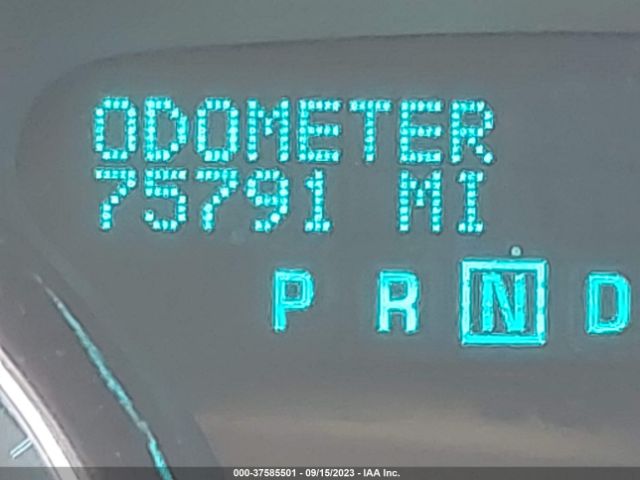 ODOMETER
75791 MI
P R N D
000-37585501 - 09/15/2023 - IAA Inc.